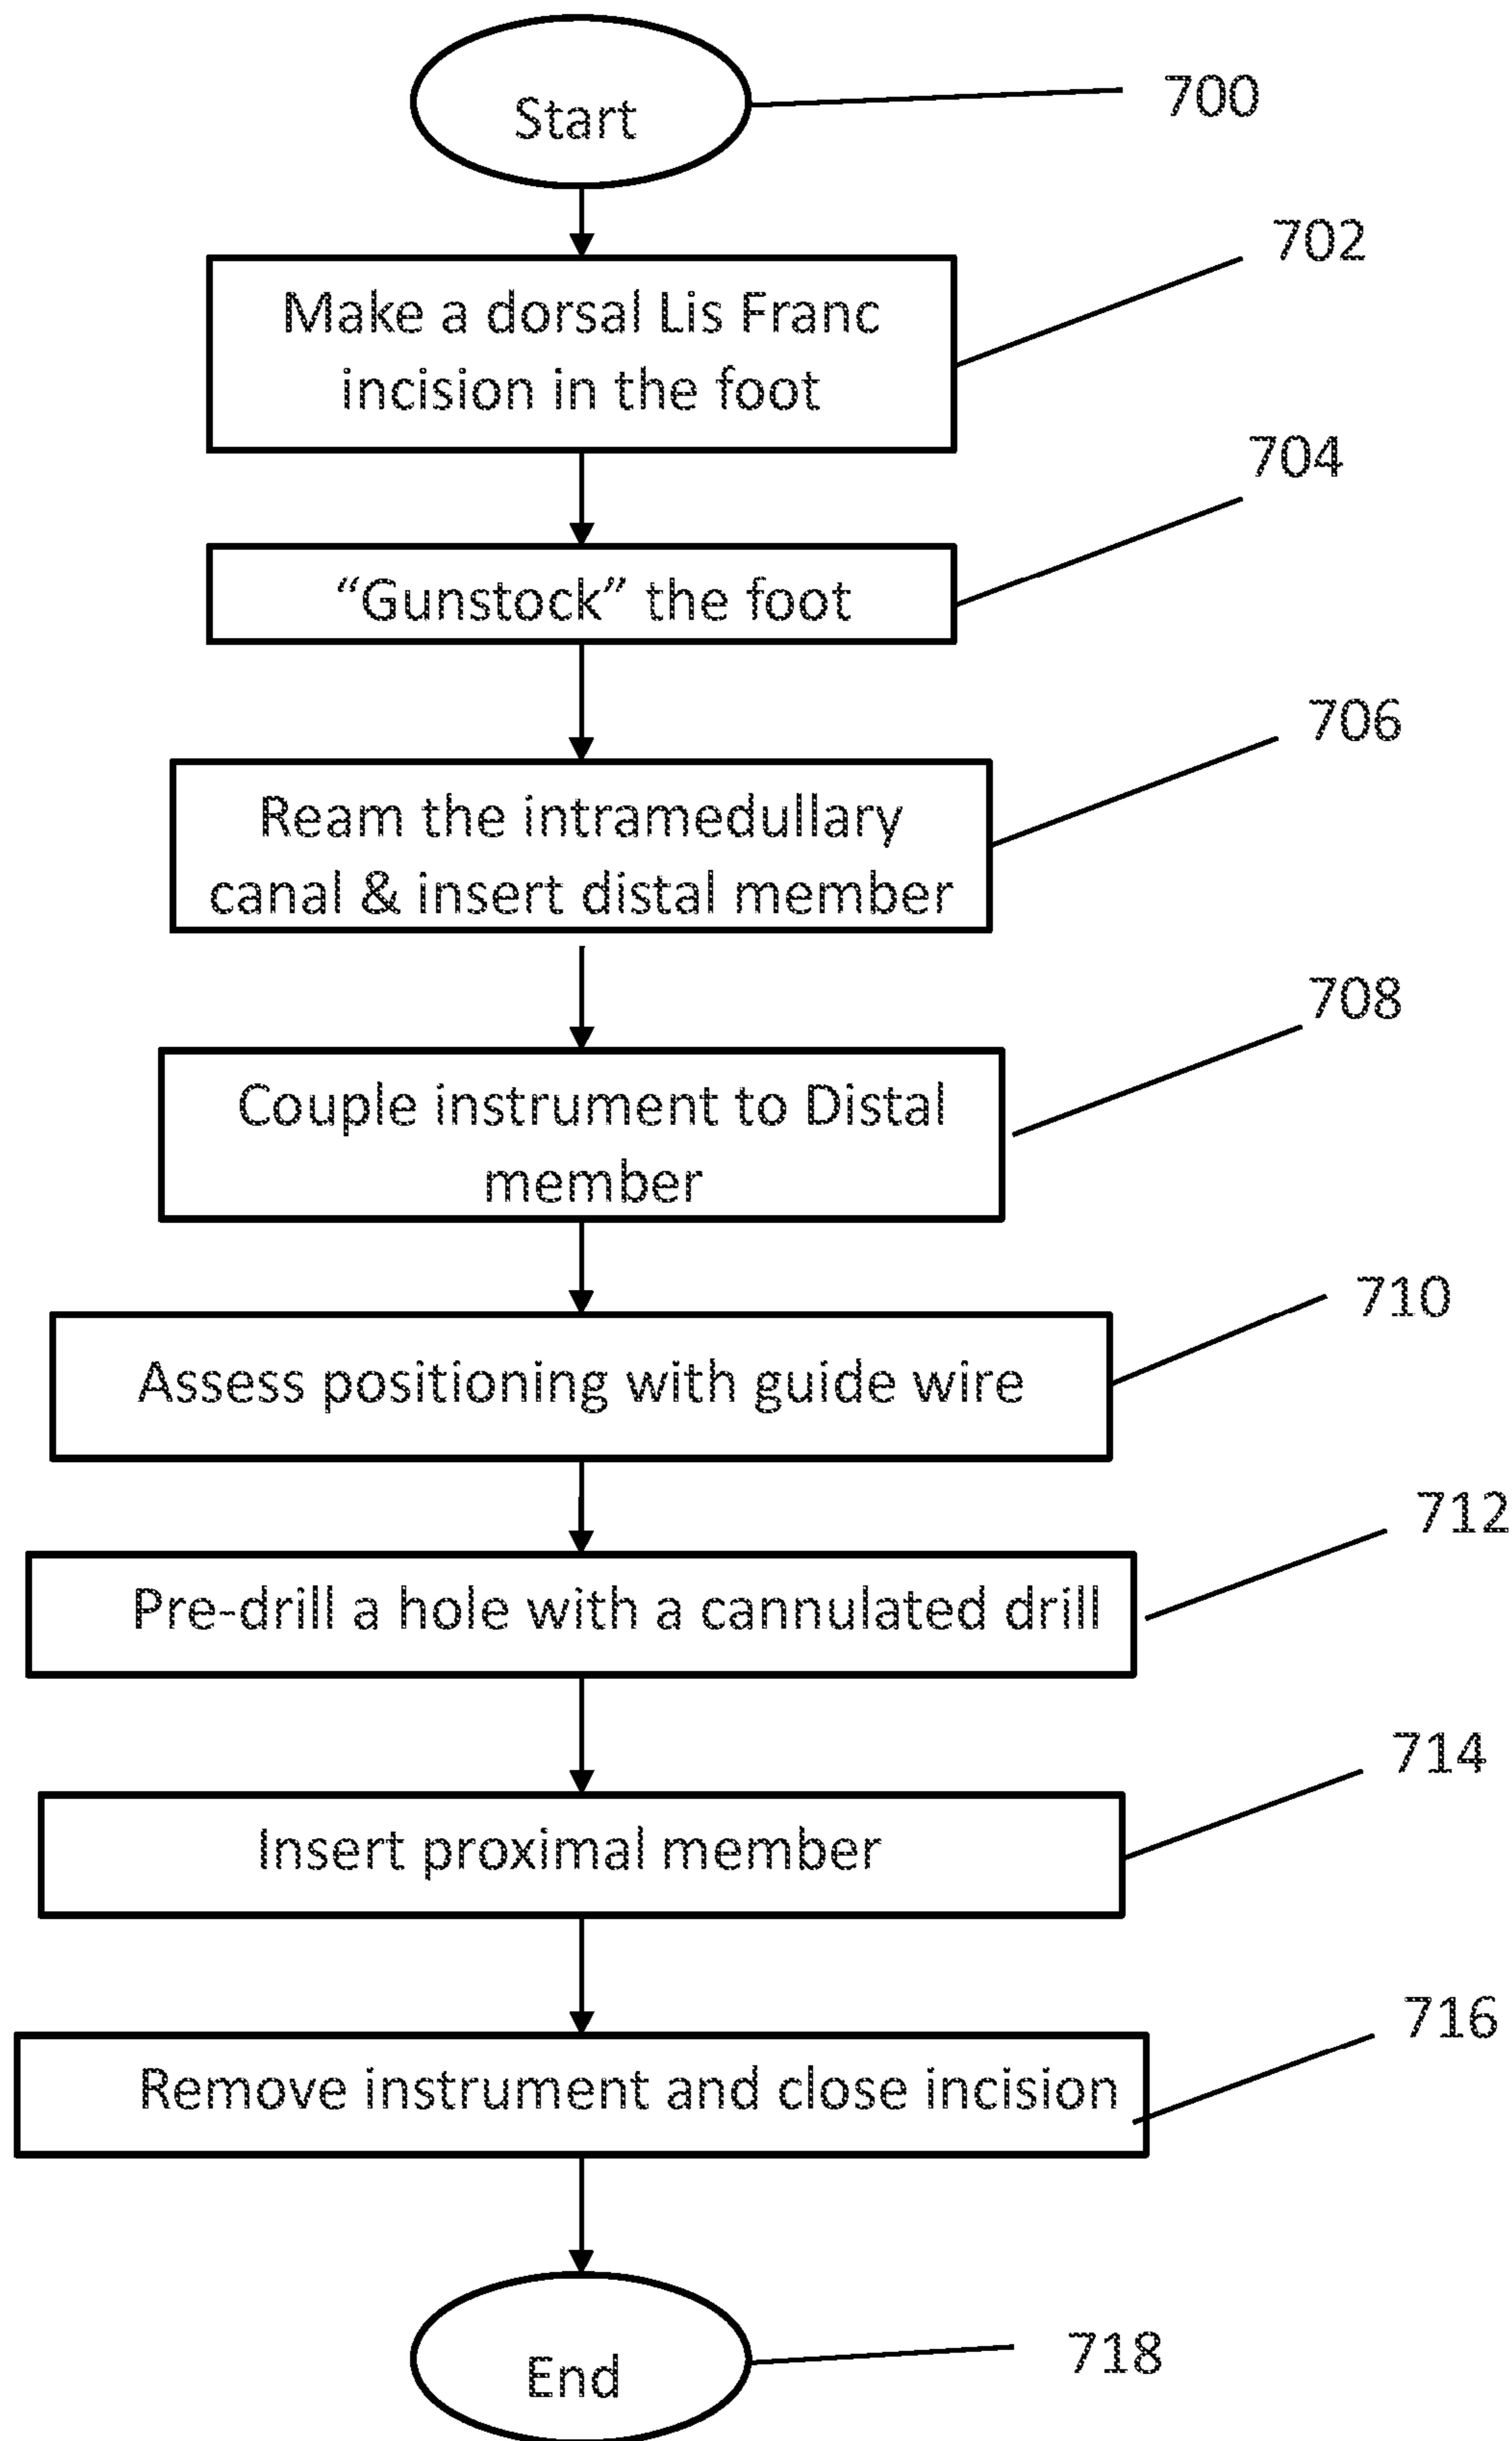 Start
700
702
Make a dorsal Lis Franc
incision in the foot
704
“Gunstock” the foot
706
Ream the intramedullary
canal & insert distal member
708
Couple instrument to Distal
member
710
Assess positioning with guide wire
712
Pre-drill a hole with a cannulated drill
714
Insert proximal member
716
Remove instrument and close incision
718
End